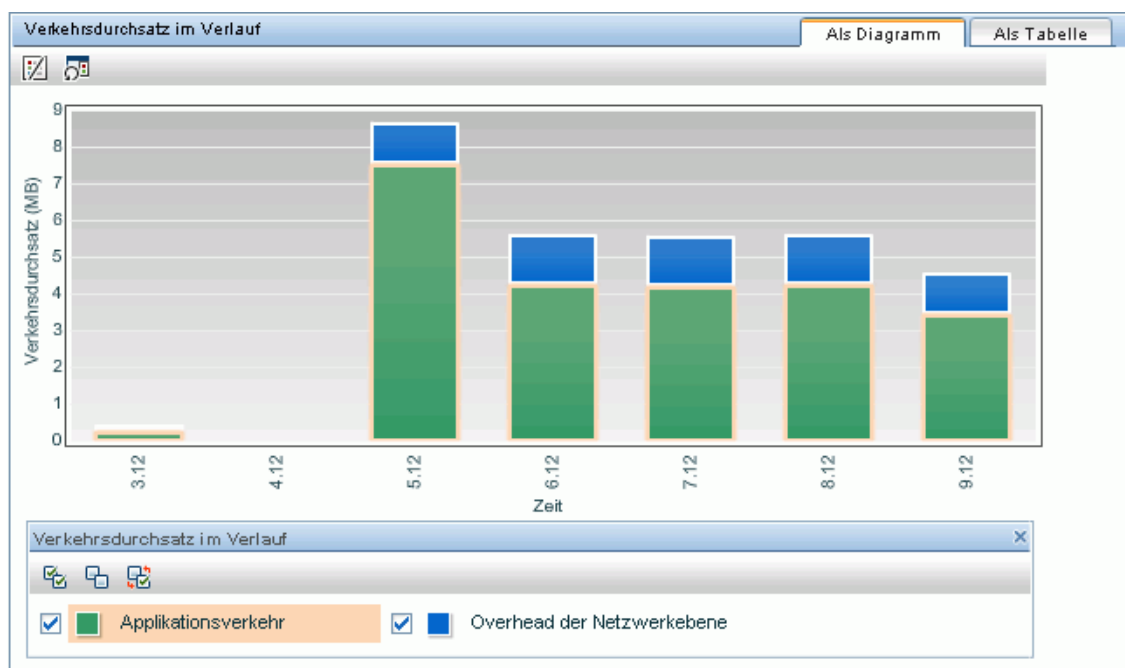 Verkehrsdurchsatz im Verlauf
Als Diagramm
Als Tabelle
Verkehrsdurchsatz (MB)
9
8
7
6
5
4
3
2
1
0
3.12
4.12
5.12
6.12
7.12
8.12
9.12
Zeit
Verkehrsdurchsatz im Verlauf
Applikationsverkehr
Overhead der Netzwerkebene